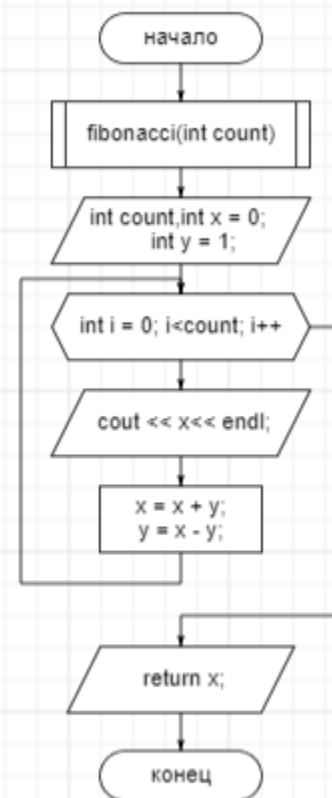 начало
fibonacci(int count)
int count,int x = 0;
int y = 1;
int i = 0; i<count; i++
cout << x<< endl;
x = x + y;
y = x - y;
return x;
конец